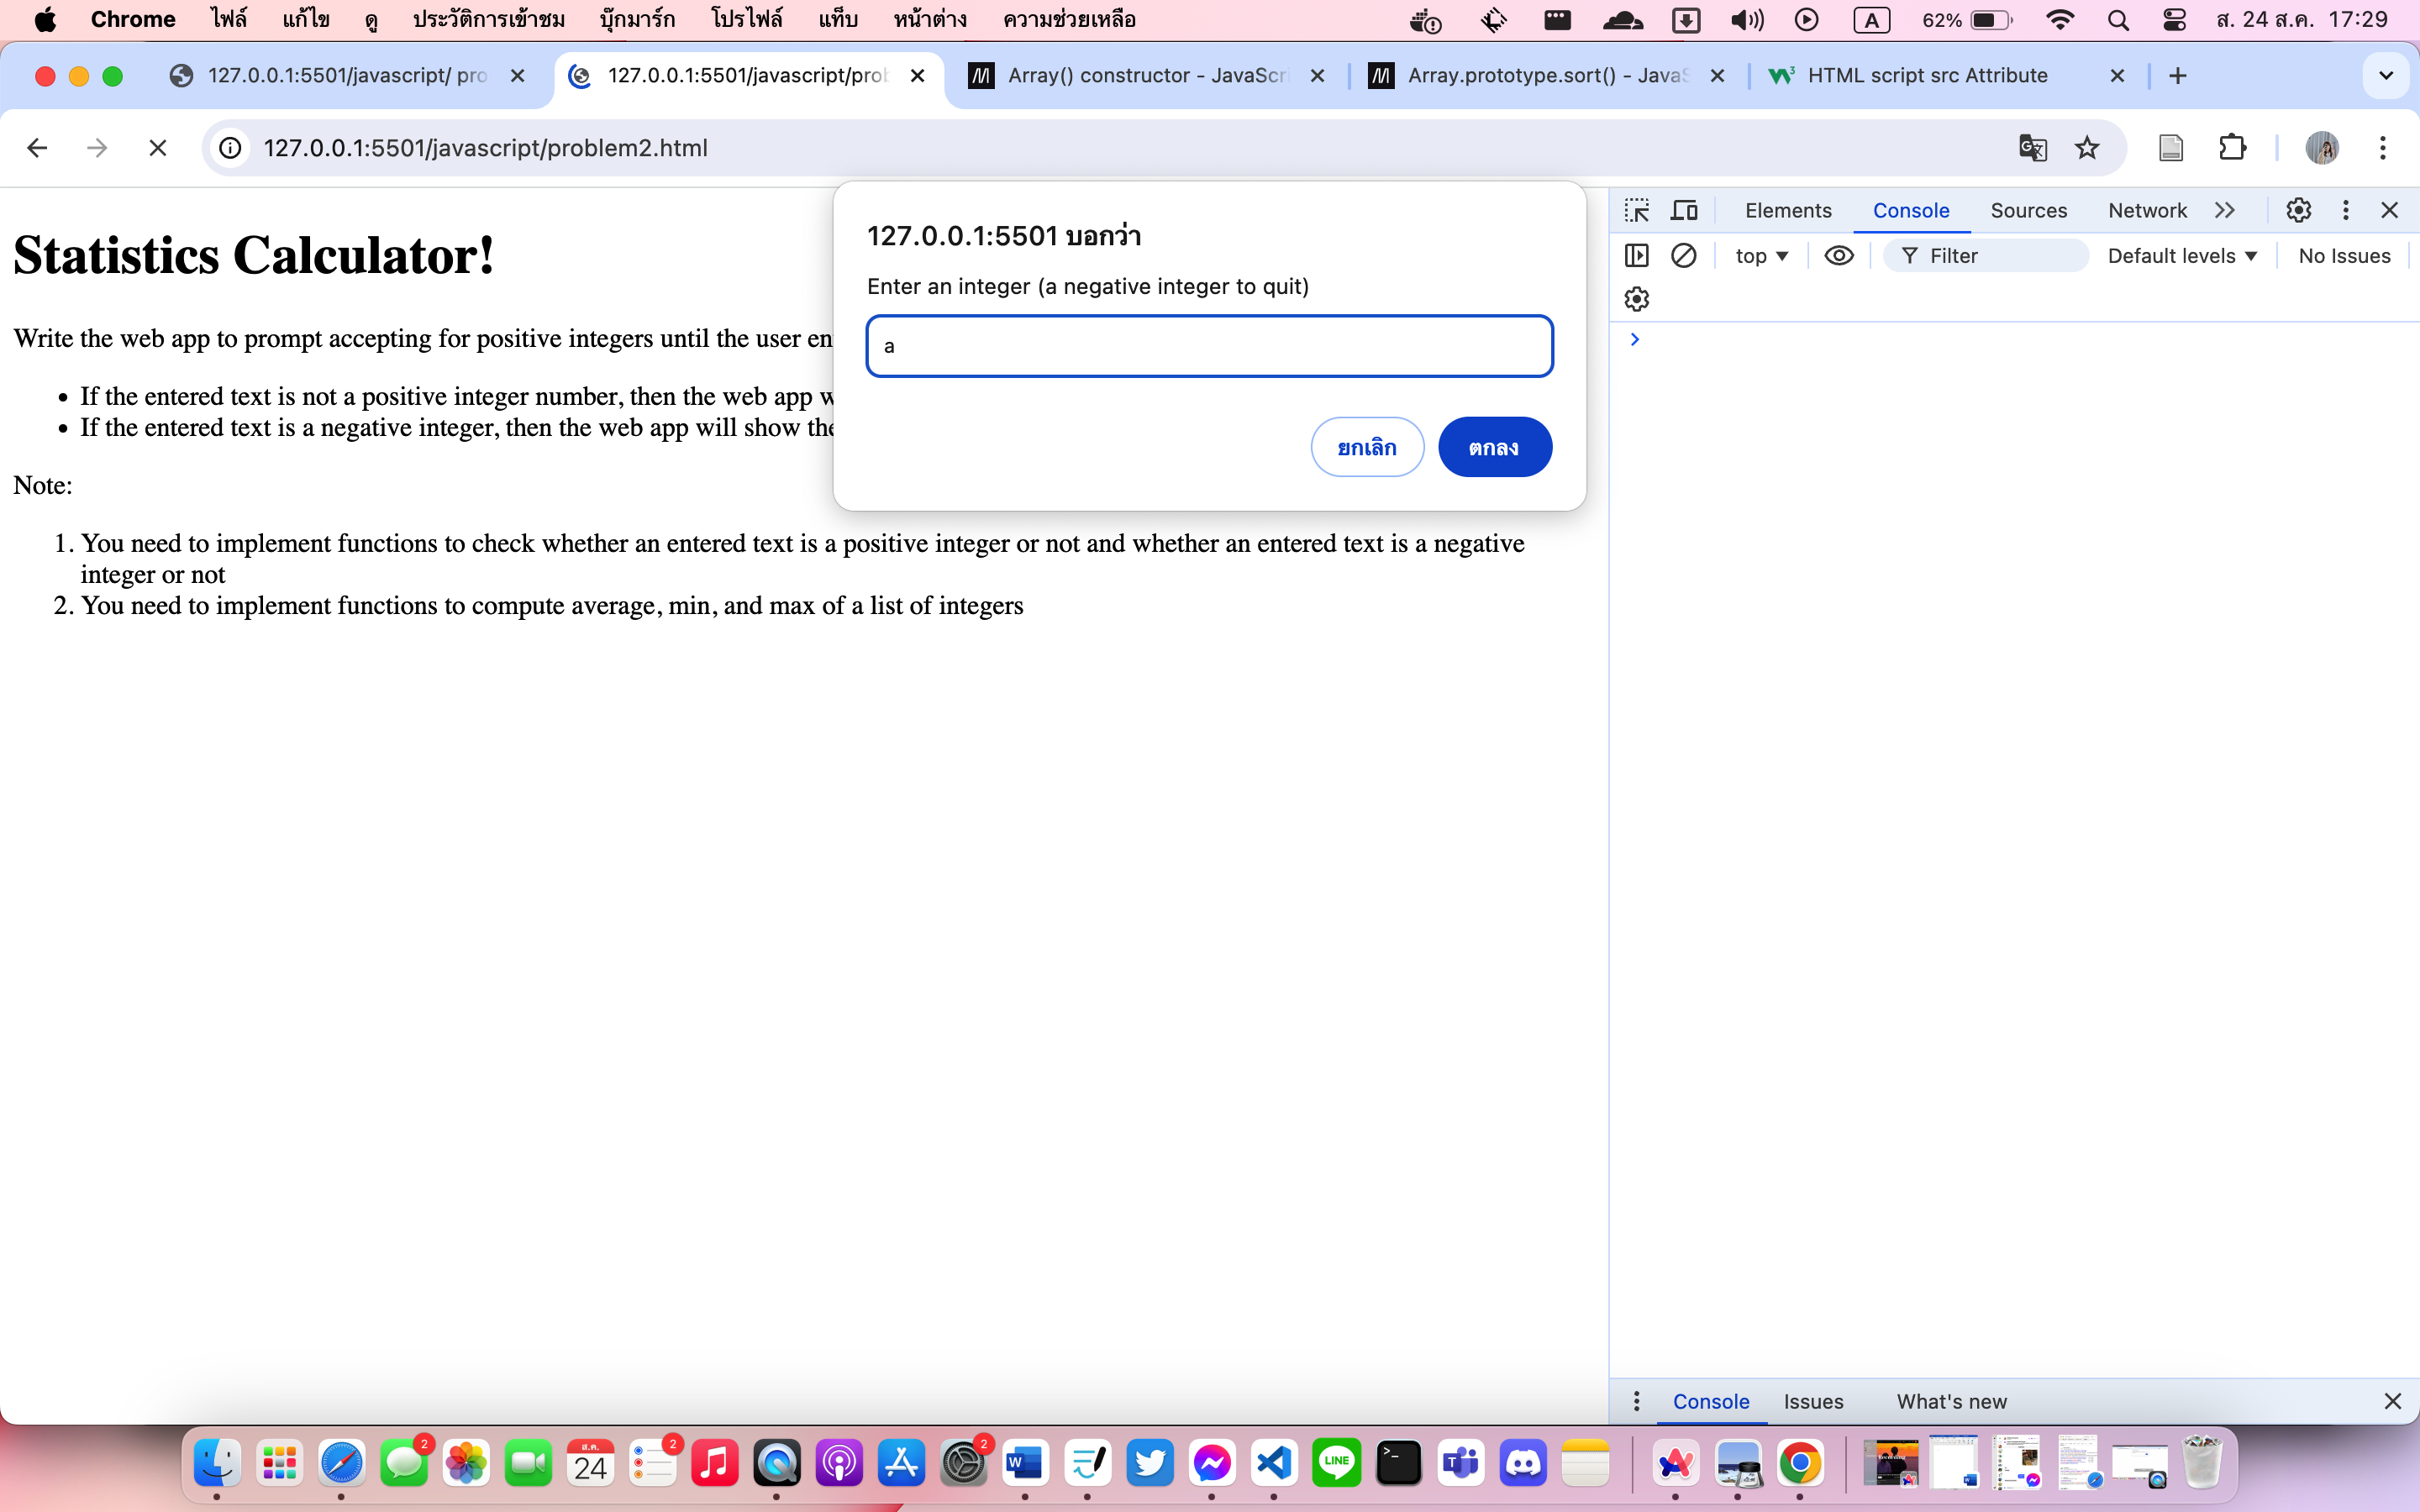 Chrome ไฟล์ แก้ไข ดู ประวัติการเข้าชม บุ๊กมาร์ก โปรไฟล์ แท็บ หน้าต่าง ความช่วยเหลือ A 62% ส. 24 ส.ค. 17:29
127.0.0.1:5501/javascript/ pro 127.0.0.1:5501/javascript/prob Array() constructor - JavaScri Array.prototype.sort() - JavaS HTML script src Attribute
127.0.0.1:5501/javascript/problem2.html
Elements Console Sources Network
top Filter Default levels No Issues
127.0.0.1:5501 บอกว่า
Enter an integer (a negative integer to quit)
a
ยกเลิก ตกลง
Statistics Calculator!
Write the web app to prompt accepting for positive integers until the user en
If the entered text is not a positive integer number, then the web app w
If the entered text is a negative integer, then the web app will show the
Note:
1. You need to implement functions to check whether an entered text is a positive integer or not and whether an entered text is a negative
integer or not
2. You need to implement functions to compute average, min, and max of a list of integers
Console Issues What's new
2 ส.ค. 24 2 2 W LINE T